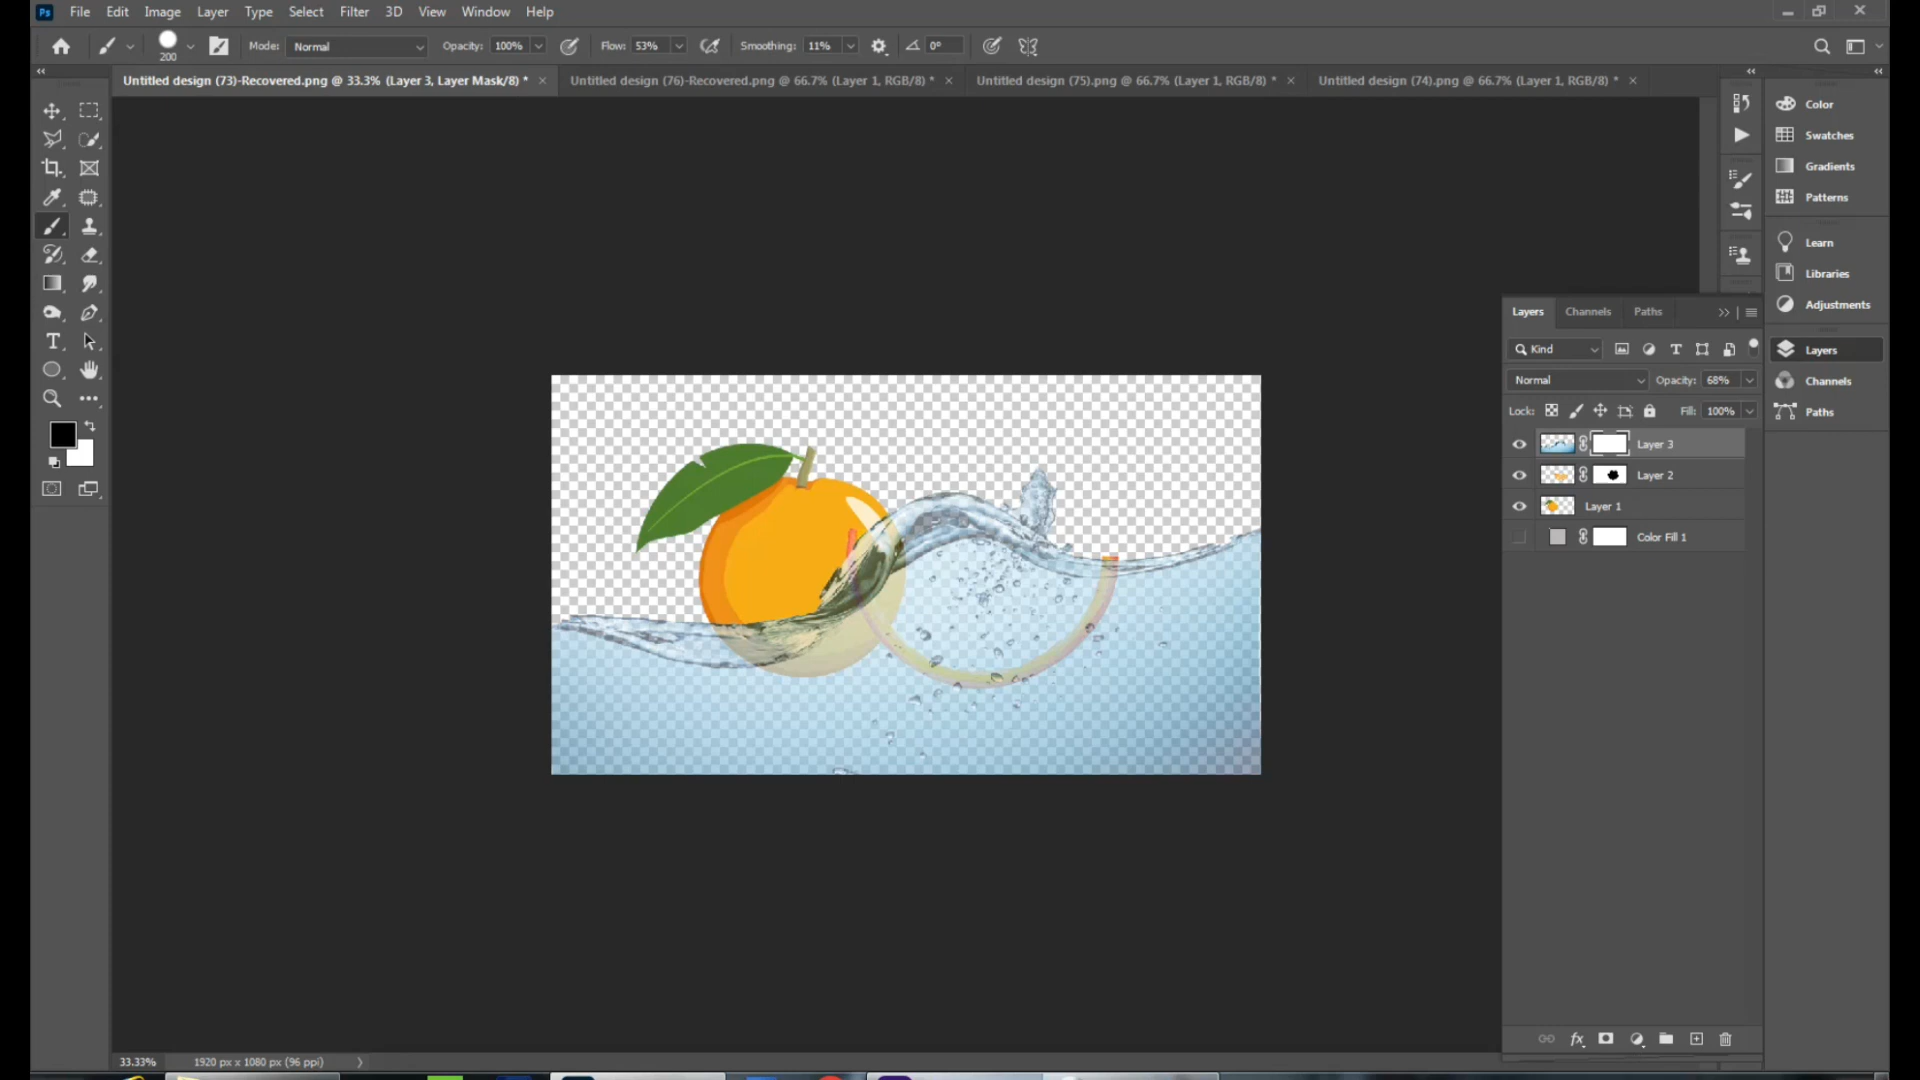 Ps File Edit Image Layer Type Select Filter 3D View Window Help
200 Mode: Normal Opacity: 100% Flow: 53% Smoothing: 11% 0°
Untitled design (73)-Recovered.png @ 33.3% (Layer 3, Layer Mask/8) * × Untitled design (76)-Recovered.png @ 66.7% (Layer 1, RGB/8) * × Untitled design (75).png @ 66.7% (Layer 1, RGB/8) * × Untitled design (74).png @ 66.7% (Layer 1, RGB/8) * ×
Color
Swatches
Gradients
Patterns
Learn
Libraries
Adjustments
Layers
Channels
Paths
Layers Channels Paths
Kind
Normal Opacity: 68%
Lock: Fill: 100%
Layer 3
Layer 2
Layer 1
Color Fill 1
fx
33.33% 1920 px x 1080 px (96 ppi)